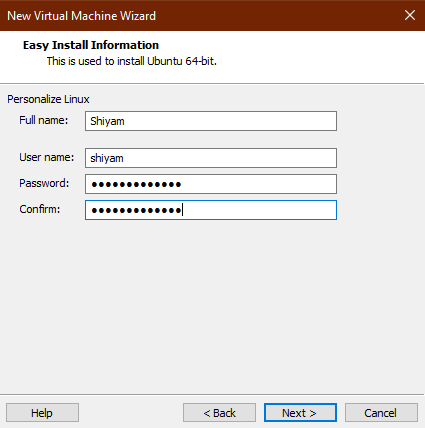 New Virtual Machine Wizard
Easy Install Information
This is used to install Ubuntu 64-bit.
Personalize Linux
Full name: Shiyam
User name: shiyam
Password: ●●●●●●●●●●●●●
Confirm: ●●●●●●●●●●●●●
Help < Back Next > Cancel